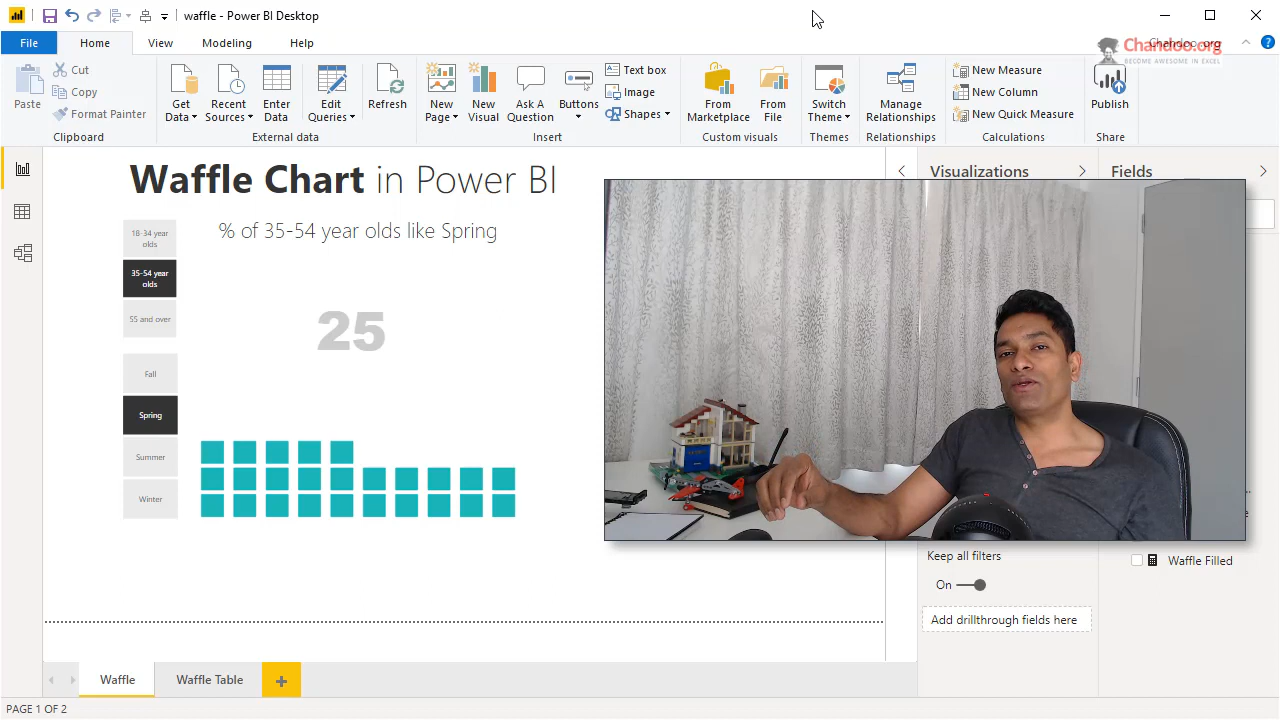 waffle - Power BI Desktop
File
Home
View
Modeling
Help
Chandoo.org
BECOME AWESOME IN EXCEL
Paste
Cut
Copy
Format Painter
Clipboard
Get
Data
Recent
Sources
Enter
Data
Edit
Queries
Refresh
External data
New
Page
New
Visual
Ask A
Question
Buttons
Text box
Image
Shapes
Insert
From
Marketplace
From
File
Custom visuals
Switch
Theme
Themes
Manage
Relationships
Relationships
New Measure
New Column
New Quick Measure
Calculations
Publish
Share
Waffle Chart in Power BI
% of 35-54 year olds like Spring
18-34 year
olds
35-54 year
olds
55 and over
Fall
Spring
Summer
Winter
25
Visualizations
Fields
Keep all filters
On
Add drillthrough fields here
Waffle Filled
Waffle
Waffle Table
PAGE 1 OF 2